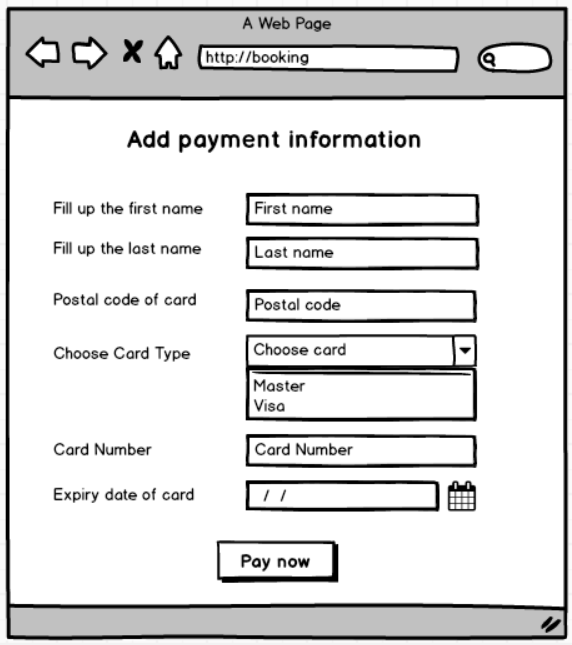 A Web Page
http://booking
Add payment information
Fill up the first name First name
Fill up the last name Last name
Postal code of card Postal code
Choose Card Type Choose card
Master
Visa
Card Number Card Number
Expiry date of card / /
Pay now